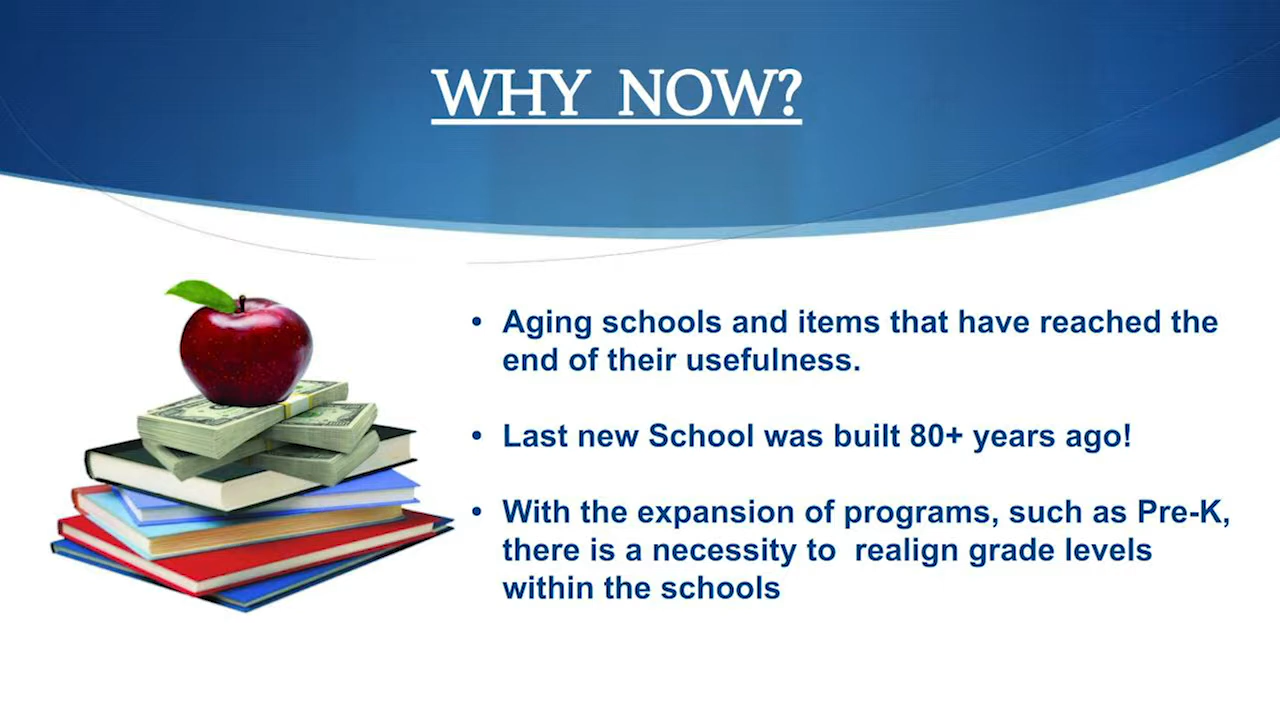 WHY NOW?
• Aging schools and items that have reached the
end of their usefulness.
• Last new School was built 80+ years ago!
• With the expansion of programs, such as Pre-K,
there is a necessity to  realign grade levels
within the schools